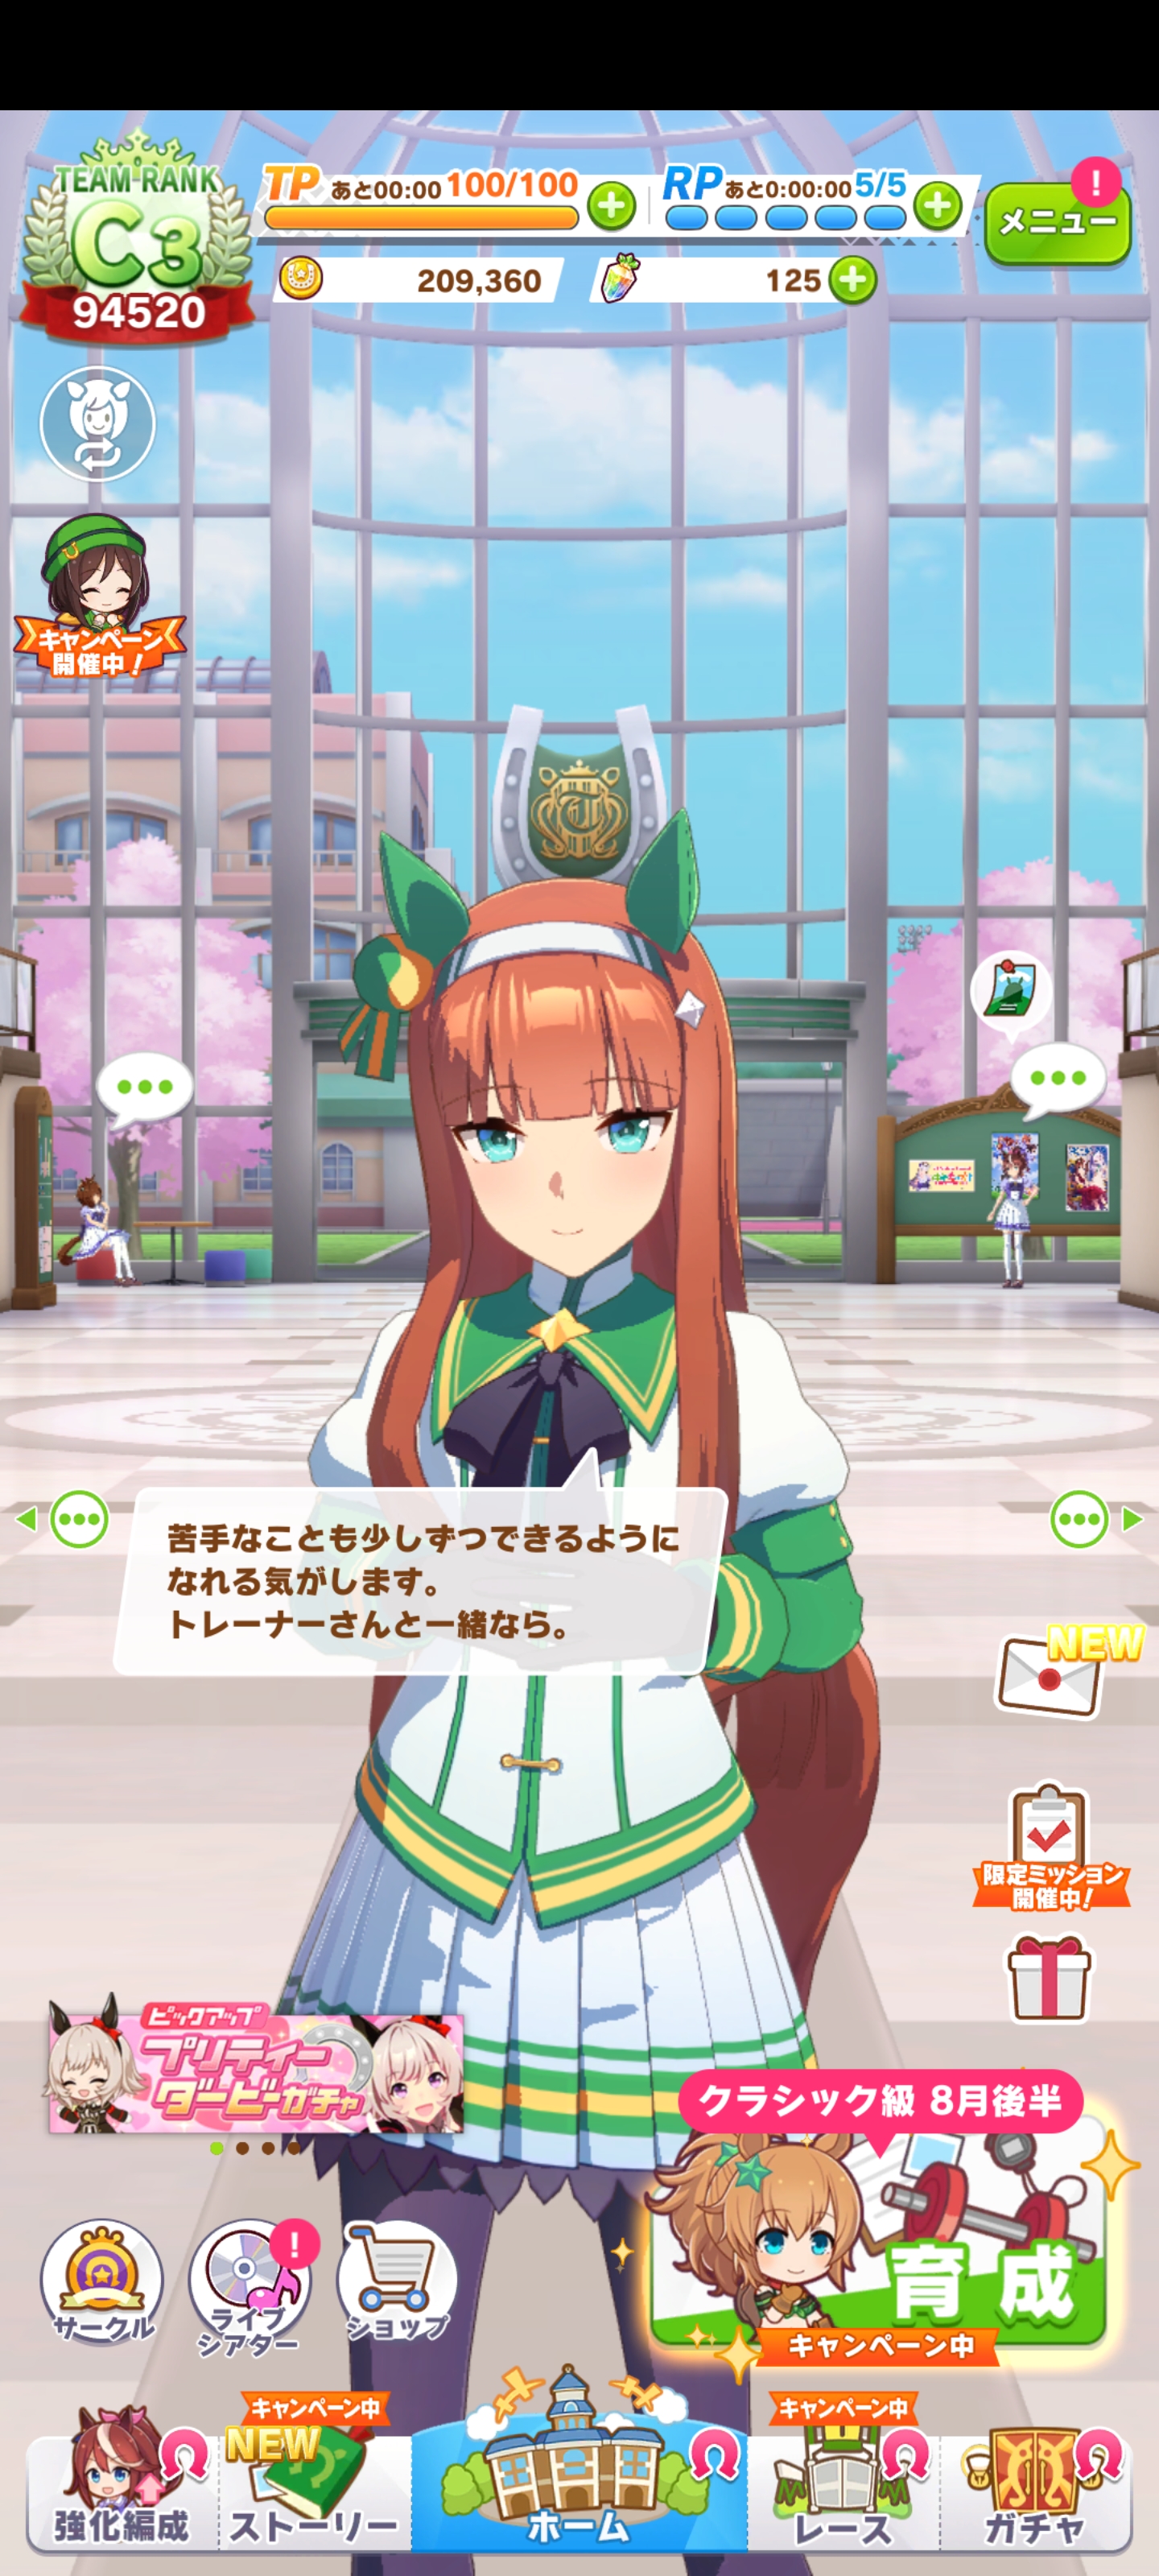 TEAM RANK
C3
94520
TP あと00:00 100/100
RP あと0:00:00 5/5
メニュー
209,360
125
キャンペーン
開催中！
苦手なことも少しずつできるように
なれる気がします。
トレーナーさんと一緒なら。
NEW
限定ミッション
開催中!
ピックアップ
プリティー
ダービーガチャ
クラシック級 8月後半
育成
キャンペーン中
サークル
ライブ
シアター
ショップ
キャンペーン中
キャンペーン中
NEW
強化編成
ストーリー
ホーム
レース
ガチャ